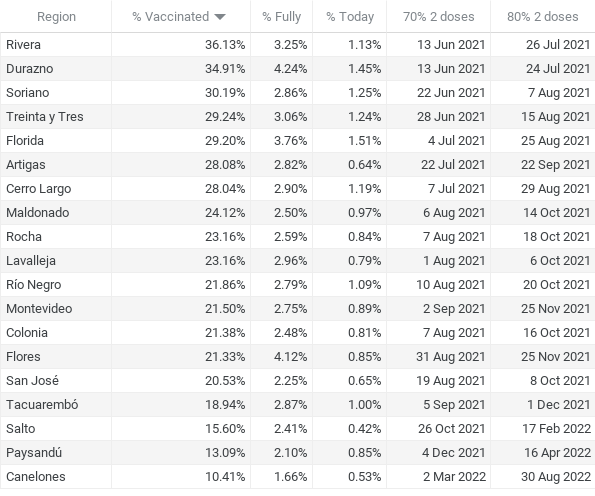 Region % Vaccinated % Fully % Today 70% 2 doses 80% 2 doses
Rivera 36.13% 3.25% 1.13% 13 Jun 2021 26 Jul 2021
Durazno 34.91% 4.24% 1.45% 13 Jun 2021 24 Jul 2021
Soriano 30.19% 2.86% 1.25% 22 Jun 2021 7 Aug 2021
Treinta y Tres 29.24% 3.06% 1.24% 28 Jun 2021 15 Aug 2021
Florida 29.20% 3.76% 1.51% 4 Jul 2021 25 Aug 2021
Artigas 28.08% 2.82% 0.64% 22 Jul 2021 22 Sep 2021
Cerro Largo 28.04% 2.90% 1.19% 7 Jul 2021 29 Aug 2021
Maldonado 24.12% 2.50% 0.97% 6 Aug 2021 14 Oct 2021
Rocha 23.16% 2.59% 0.84% 7 Aug 2021 18 Oct 2021
Lavalleja 23.16% 2.96% 0.79% 1 Aug 2021 6 Oct 2021
Río Negro 21.86% 2.79% 1.09% 10 Aug 2021 20 Oct 2021
Montevideo 21.50% 2.75% 0.89% 2 Sep 2021 25 Nov 2021
Colonia 21.38% 2.48% 0.81% 7 Aug 2021 16 Oct 2021
Flores 21.33% 4.12% 0.85% 31 Aug 2021 25 Nov 2021
San José 20.53% 2.25% 0.65% 19 Aug 2021 8 Oct 2021
Tacuarembó 18.94% 2.87% 1.00% 5 Sep 2021 1 Dec 2021
Salto 15.60% 2.41% 0.42% 26 Oct 2021 17 Feb 2022
Paysandú 13.09% 2.10% 0.85% 4 Dec 2021 16 Apr 2022
Canelones 10.41% 1.66% 0.53% 2 Mar 2022 30 Aug 2022